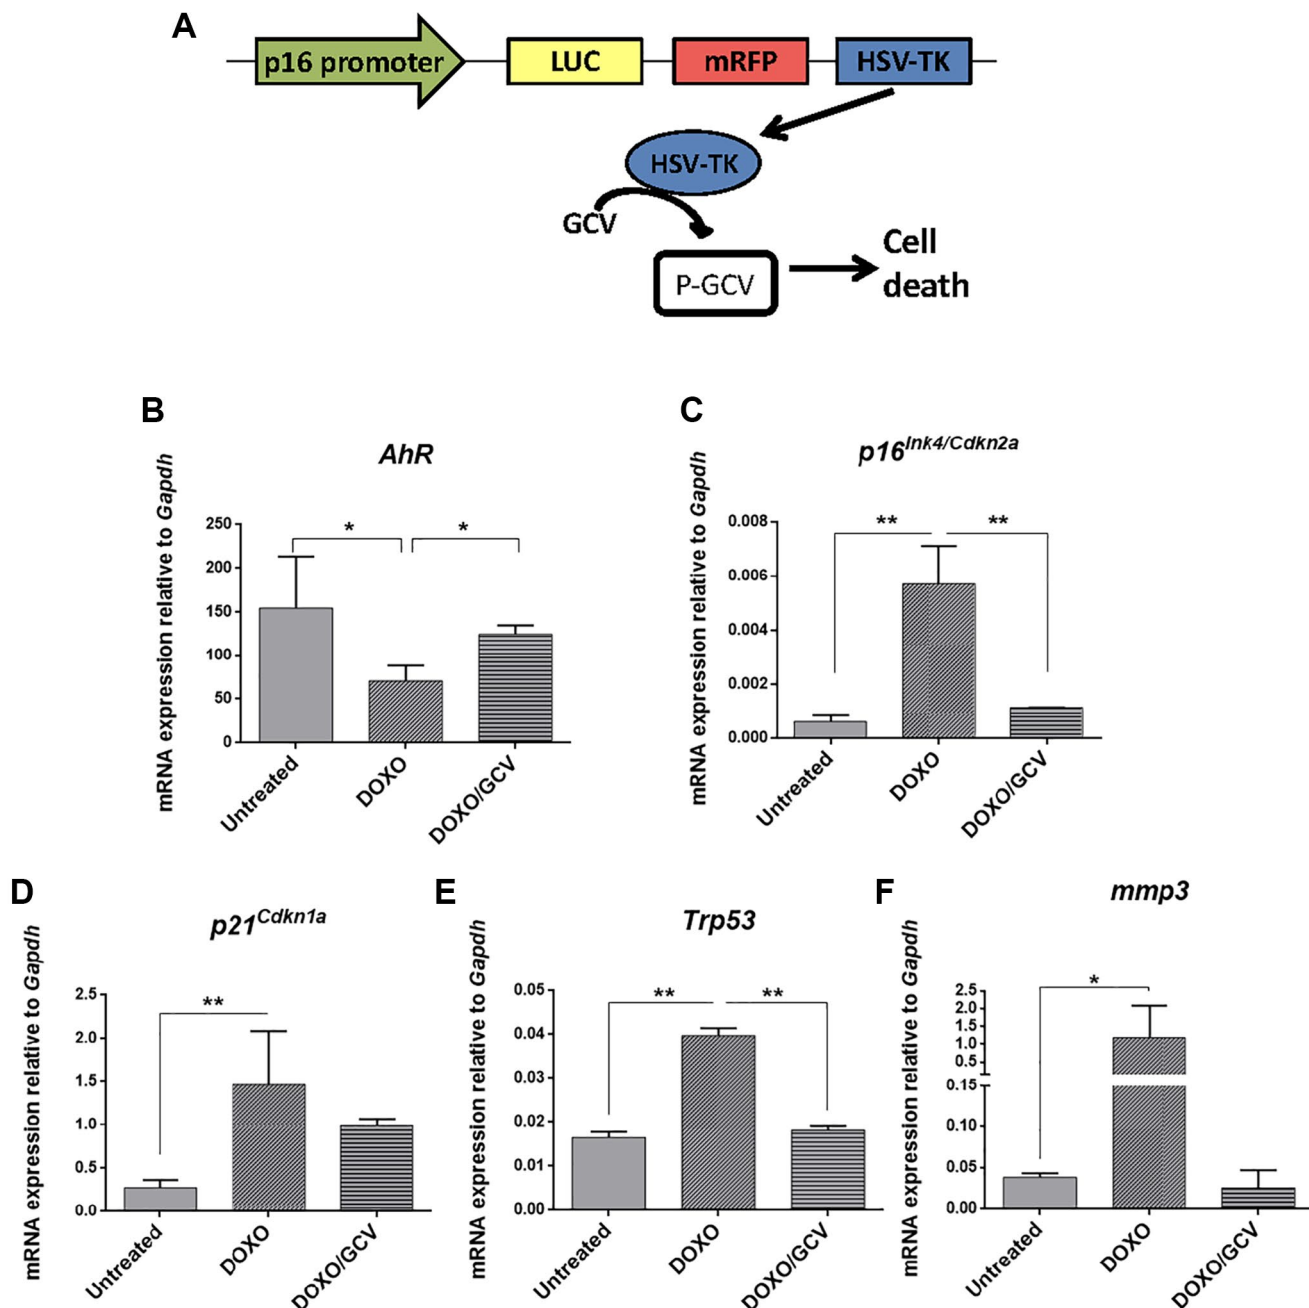 A
p16 promoter
LUC
mRFP
HSV-TK
HSV-TK
GCV
P-GCV
Cell
death
B
AhR
mRNA expression relative to Gapdh
250
200
150
100
50
0
*
*
Untreated
DOXO
DOXO/GCV
C
p16Ink4/Cdkn2a
mRNA expression relative to Gapdh
0.008
0.006
0.004
0.002
0.000
**
**
Untreated
DOXO
DOXO/GCV
D
p21Cdkn1a
mRNA expression relative to Gapdh
2.5
2.0
1.5
1.0
0.5
0.0
**
Untreated
DOXO
DOXO/GCV
E
Trp53
mRNA expression relative to Gapdh
0.05
0.04
0.03
0.02
0.01
0.00
**
**
Untreated
DOXO
DOXO/GCV
F
mmp3
mRNA expression relative to Gapdh
2.5
2.0
1.5
1.0
0.5
0.15
0.10
0.05
0.00
*
Untreated
DOXO
DOXO/GCV